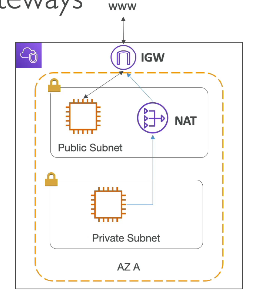 teways
www
IGW
NAT
Public Subnet
Private Subnet
AZ A